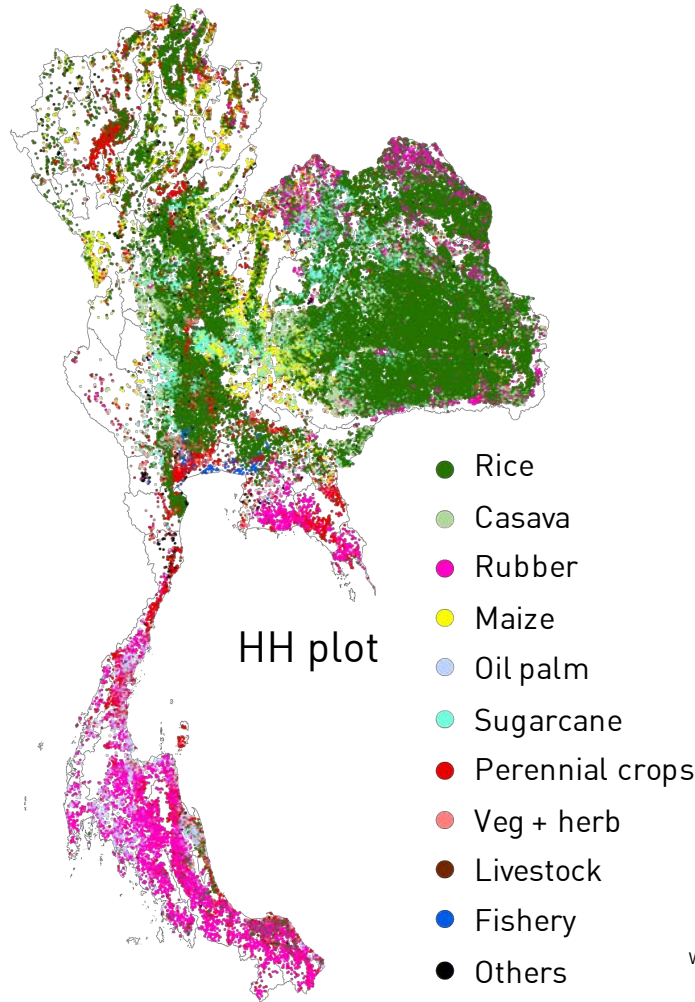 Rice
Casava
Rubber
Maize
HH plot
Oil palm
Sugarcane
Perennial crops
Veg + herb
Livestock
Fishery
Others